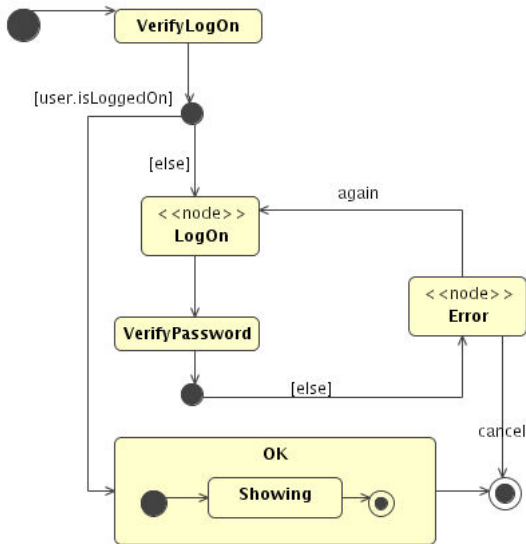 VerifyLogOn
[user.isLoggedOn]
[else]
again
<<node>>
LogOn
<<node>>
Error
VerifyPassword
[else]
cancel
OK
Showing